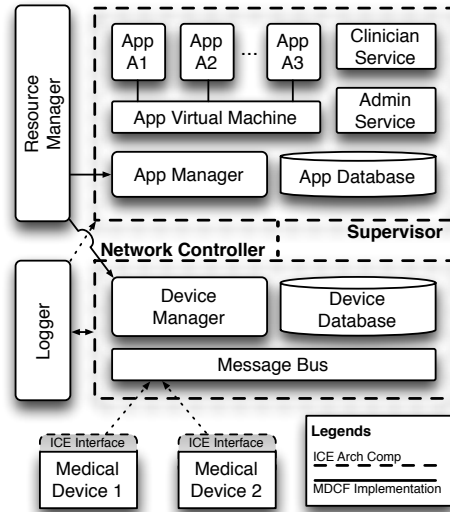 Resource
Manager
App
A1
App
A2
...
App
A3
Clinician
Service
App Virtual Machine
Admin
Service
App Manager
App Database
Supervisor
Network Controller
Logger
Device
Manager
Device
Database
Message Bus
ICE Interface
Medical
Device 1
ICE Interface
Medical
Device 2
Legends
ICE Arch Comp
MDCF Implementation